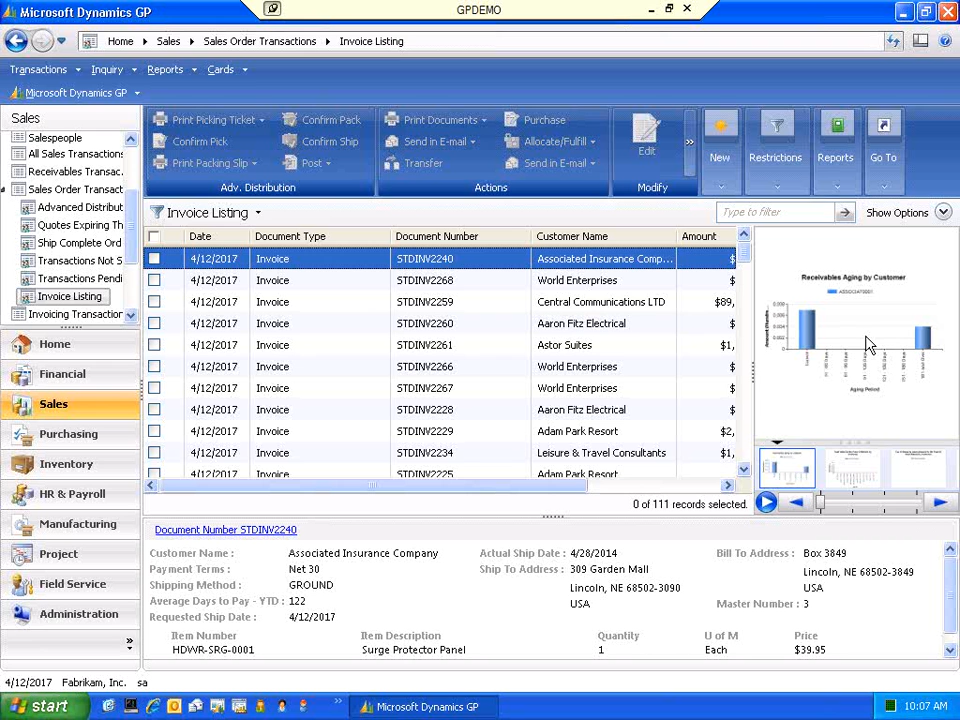 Microsoft Dynamics GP
GPDEMO
Home
Sales
Sales Order Transactions
Invoice Listing
Transactions
Inquiry
Reports
Cards
Microsoft Dynamics GP
Sales
Salespeople
All Sales Transactions
Receivables Transac...
Sales Order Transact
Advanced Distribut
Quotes Expiring Th
Ship Complete Ord
Transactions Not S
Transactions Pendi
Invoice Listing
Invoicing Transaction
Home
Financial
Sales
Purchasing
Inventory
HR & Payroll
Manufacturing
Project
Field Service
Administration
»
Print Picking Ticket
Confirm Pack
Confirm Pick
Confirm Ship
Print Packing Slip
Post
Adv. Distribution
Print Documents
Purchase
Send in E-mail
Allocate/Fulfill
Transfer
Send in E-mail
Actions
Edit
»
Modify
New
Restrictions
Reports
Go To
Invoice Listing
Type to filter
Show Options
Date Document Type Document Number Customer Name Amount
4/12/2017 Invoice STDINV2240 Associated Insurance Comp... $
4/12/2017 Invoice STDINV2268 World Enterprises $
4/12/2017 Invoice STDINV2259 Central Communications LTD $89,
4/12/2017 Invoice STDINV2260 Aaron Fitz Electrical $
4/12/2017 Invoice STDINV2261 Astor Suites $1,
4/12/2017 Invoice STDINV2266 World Enterprises $
4/12/2017 Invoice STDINV2267 World Enterprises $
4/12/2017 Invoice STDINV2228 Aaron Fitz Electrical $
4/12/2017 Invoice STDINV2229 Adam Park Resort $2,
4/12/2017 Invoice STDINV2234 Leisure & Travel Consultants $1,
4/12/2017 Invoice STDINV2225 Adam Park Resort
0 of 111 records selected.
Receivables Aging by Customer
Aging Period
Document Number STDINV2240
Customer Name : Associated Insurance Company
Payment Terms : Net 30
Shipping Method : GROUND
Average Days to Pay - YTD : 122
Requested Ship Date : 4/12/2017
Actual Ship Date : 4/28/2014
Ship To Address : 309 Garden Mall
Lincoln, NE 68502-3090
USA
Bill To Address : Box 3849
Lincoln, NE 68502-3849
USA
Master Number : 3
Item Number Item Description Quantity U of M Price
HDWR-SRG-0001 Surge Protector Panel 1 Each $39.95
4/12/2017 Fabrikam, Inc. sa
start
»
Microsoft Dynamics GP
10:07 AM